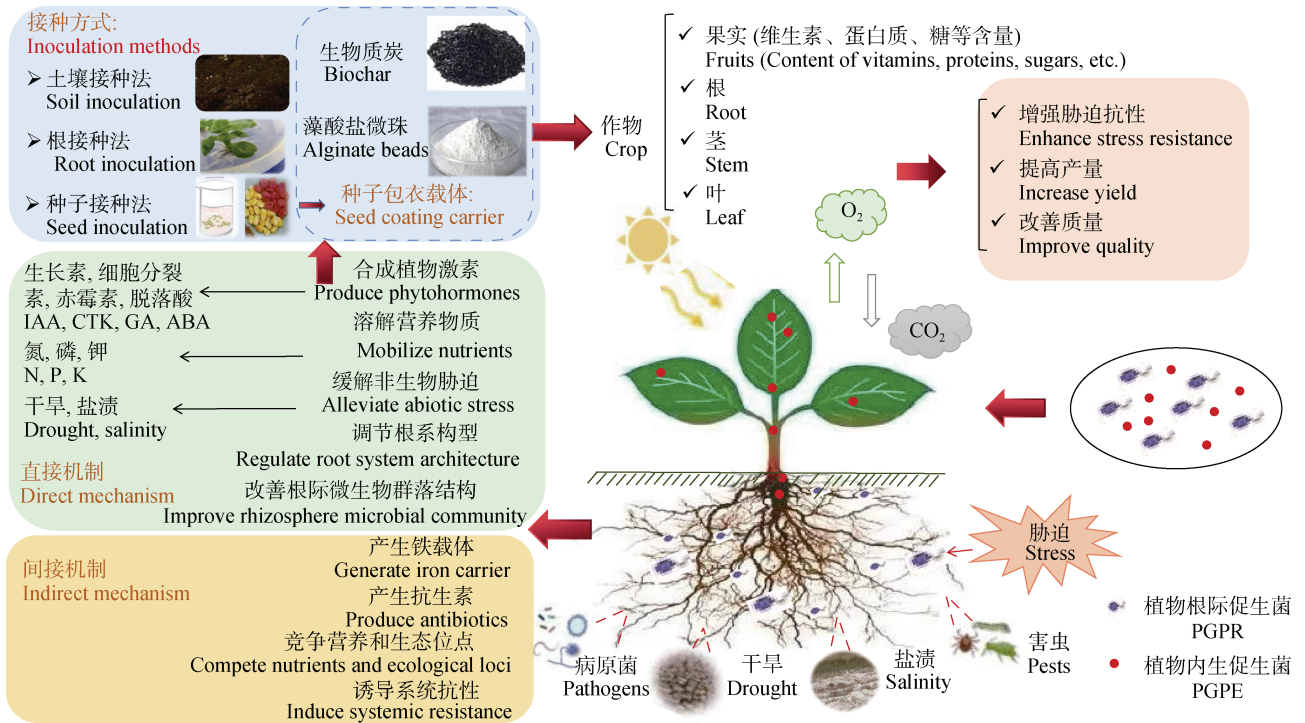 接种方式:
Inoculation methods
土壤接种法
Soil inoculation
根接种法
Root inoculation
种子接种法
Seed inoculation
生物质炭
Biochar
藻酸盐微珠
Alginate beads
种子包衣载体:
Seed coating carrier
作物
Crop
果实 (维生素、蛋白质、糖等含量)
Fruits (Content of vitamins, proteins, sugars, etc.)
根
Root
茎
Stem
叶
Leaf
增强胁迫抗性
Enhance stress resistance
提高产量
Increase yield
改善质量
Improve quality
O₂
CO₂
生长素, 细胞分裂
素, 赤霉素, 脱落酸
IAA, CTK, GA, ABA
氮, 磷, 钾
N, P, K
干旱, 盐渍
Drought, salinity
直接机制
Direct mechanism
合成植物激素
Produce phytohormones
溶解营养物质
Mobilize nutrients
缓解非生物胁迫
Alleviate abiotic stress
调节根系构型
Regulate root system architecture
改善根际微生物群落结构
Improve rhizosphere microbial community
间接机制
Indirect mechanism
产生铁载体
Generate iron carrier
产生抗生素
Produce antibiotics
竞争营养和生态位点
Compete nutrients and ecological loci
诱导系统抗性
Induce systemic resistance
胁迫
Stress
病原菌
Pathogens
干旱
Drought
盐渍
Salinity
害虫
Pests
植物根际促生菌
PGPR
植物内生促生菌
PGPE